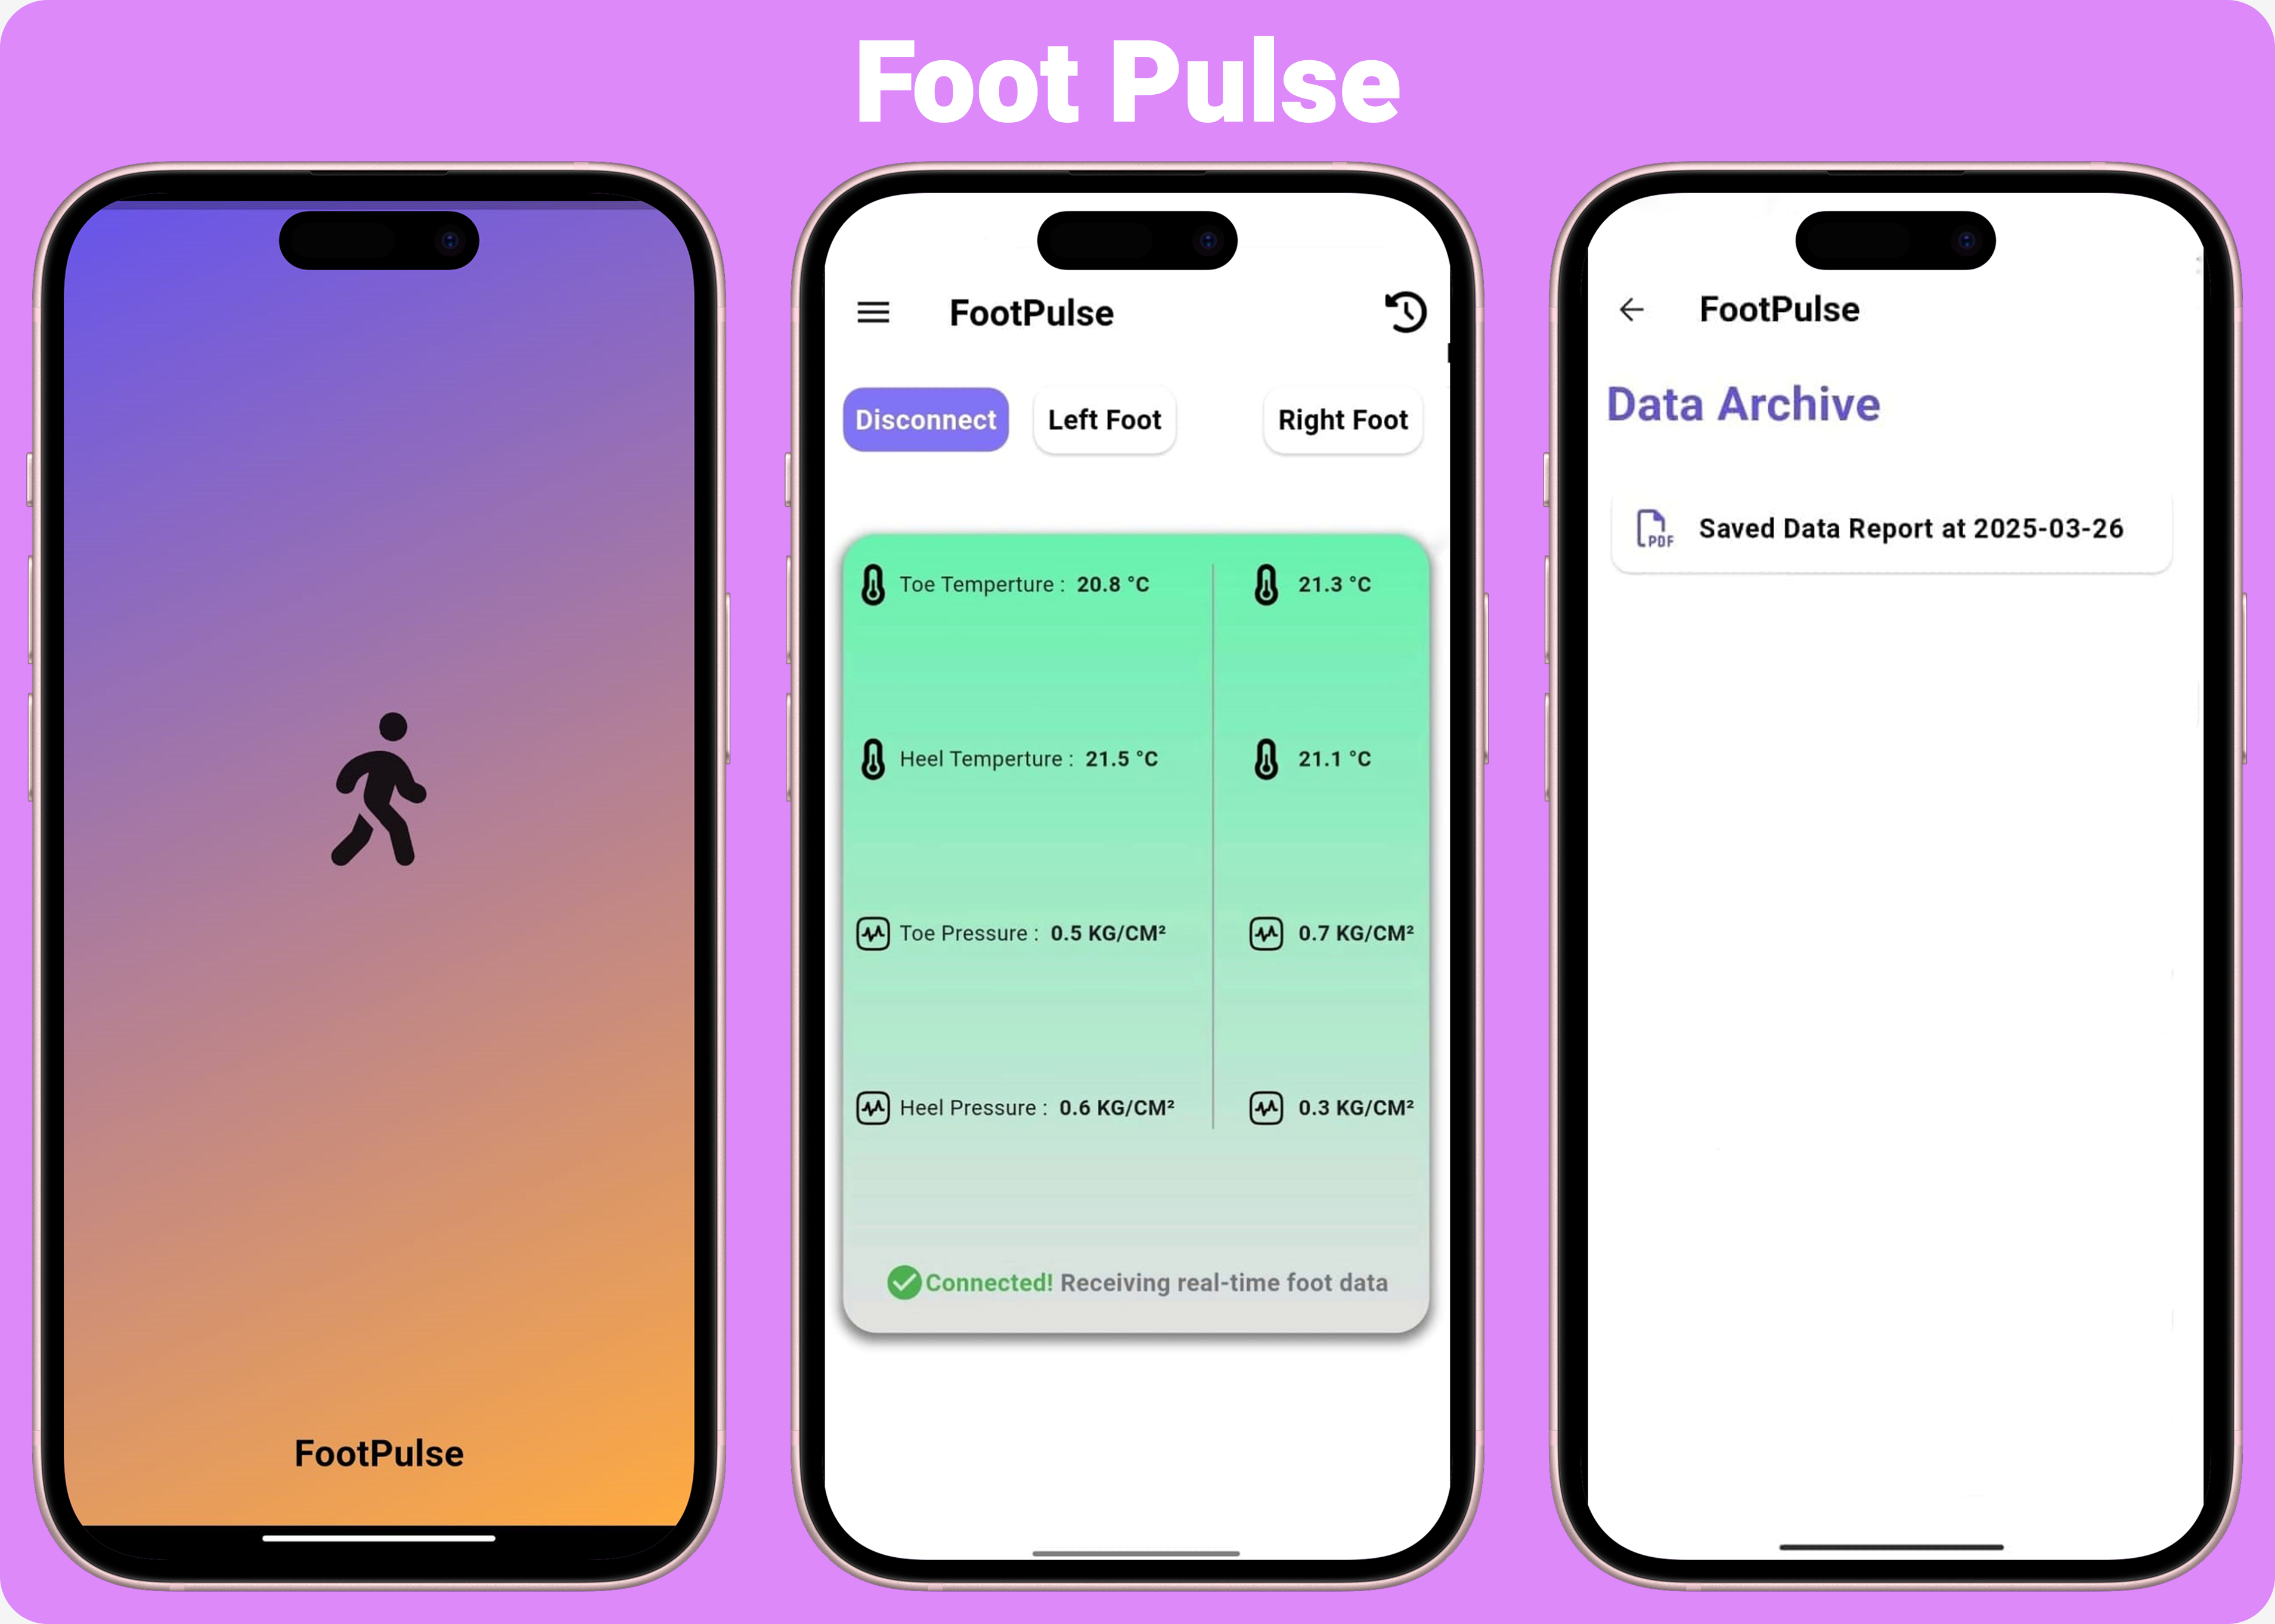 Foot Pulse
FootPulse
FootPulse
Disconnect Left Foot Right Foot
Toe Temperture : 20.8 °C 21.3 °C
Heel Temperture : 21.5 °C 21.1 °C
Toe Pressure : 0.5 KG/CM² 0.7 KG/CM²
Heel Pressure : 0.6 KG/CM² 0.3 KG/CM²
Connected! Receiving real-time foot data
FootPulse
Data Archive
PDF
Saved Data Report at 2025-03-26